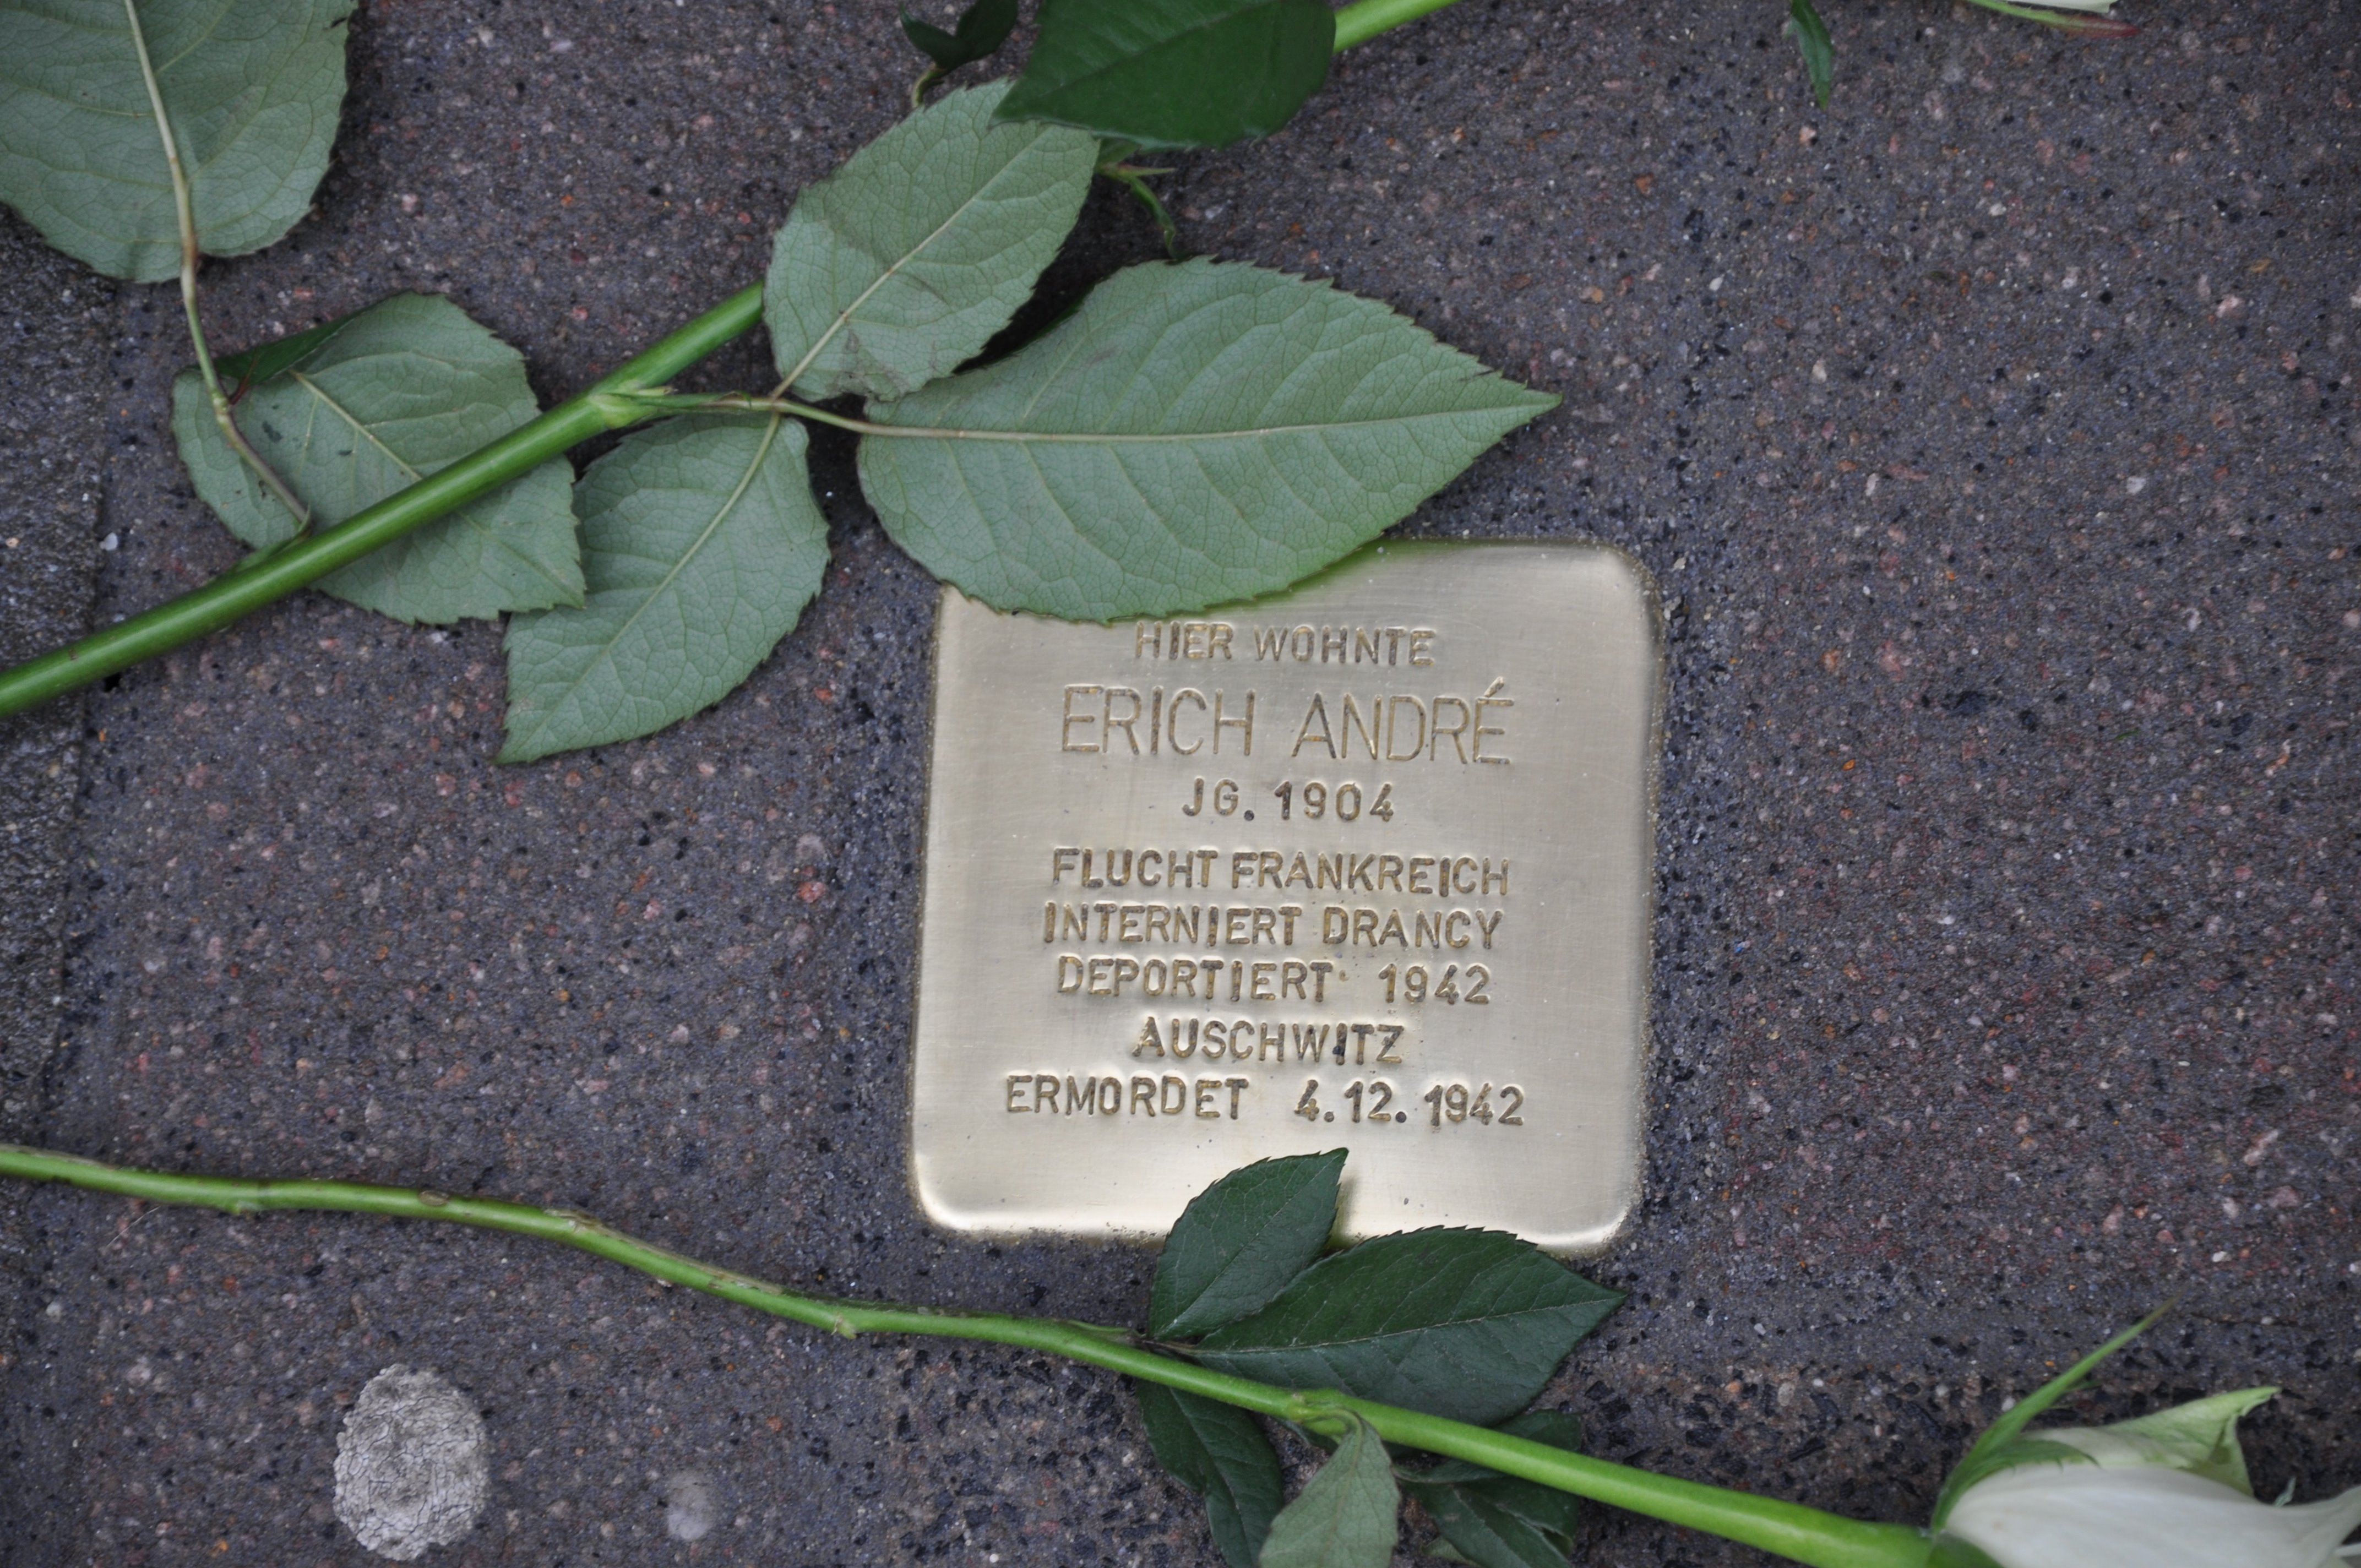 HIER WOHNTE
ERICH ANDRÉ
JG. 1904
FLUCHT FRANKREICH
INTERNIERT DRANCY
DEPORTIERT 1942
AUSCHWITZ
ERMORDET 4.12.1942